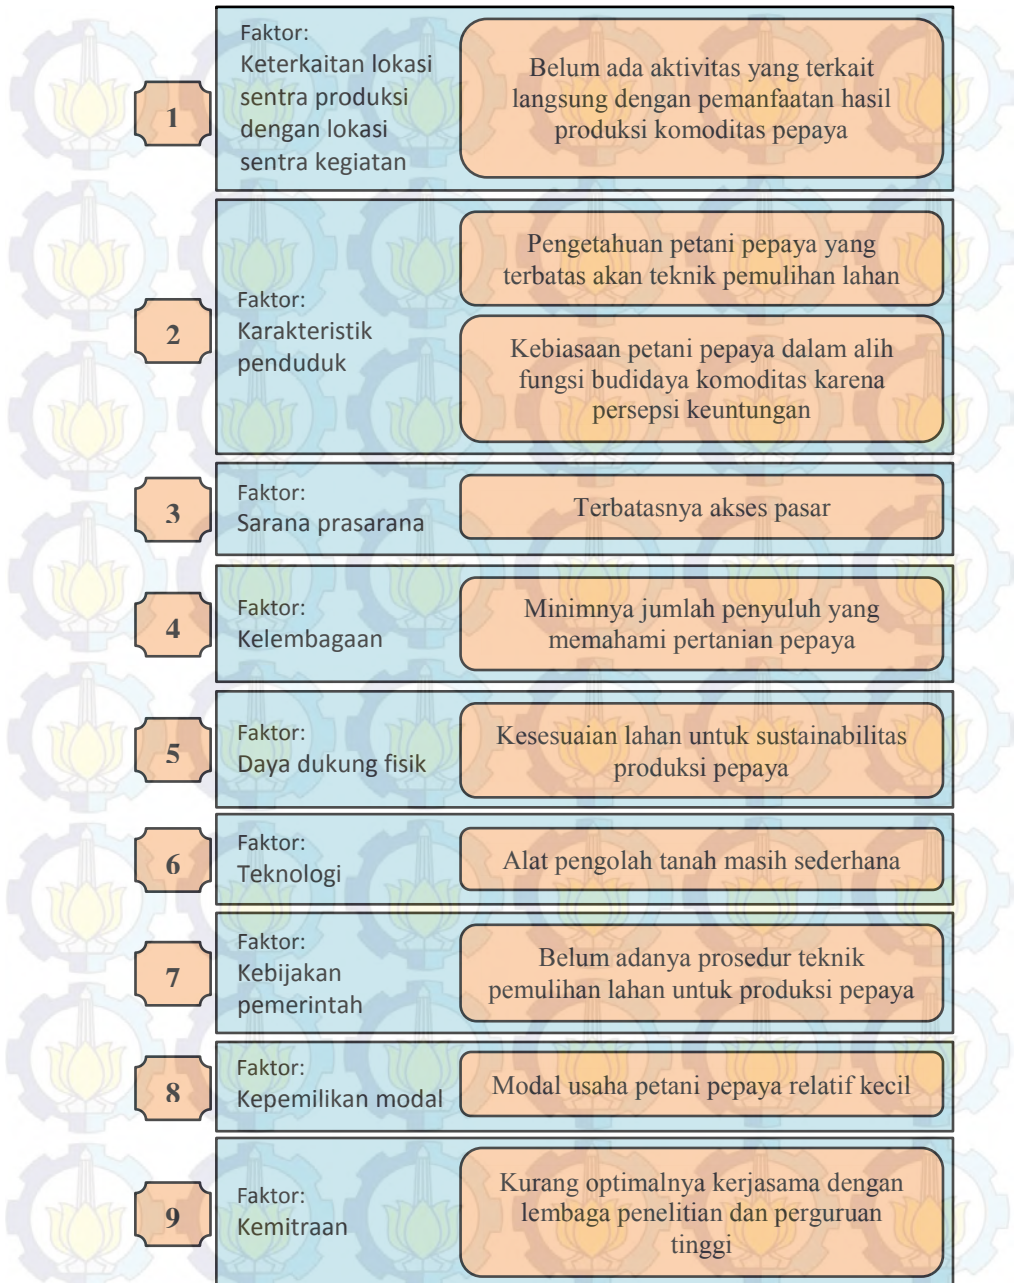 1
Faktor:
Keterkaitan lokasi
sentra produksi
dengan lokasi
sentra kegiatan
Belum ada aktivitas yang terkait
langsung dengan pemanfaatan hasil
produksi komoditas pepaya
2
Faktor:
Karakteristik
penduduk
Pengetahuan petani pepaya yang
terbatas akan teknik pemulihan lahan
Kebiasaan petani pepaya dalam alih
fungsi budidaya komoditas karena
persepsi keuntungan
3
Faktor:
Sarana prasarana
Terbatasnya akses pasar
4
Faktor:
Kelembagaan
Minimnya jumlah penyuluh yang
memahami pertanian pepaya
5
Faktor:
Daya dukung fisik
Kesesuaian lahan untuk sustainabilitas
produksi pepaya
6
Faktor:
Teknologi
Alat pengolah tanah masih sederhana
7
Faktor:
Kebijakan
pemerintah
Belum adanya prosedur teknik
pemulihan lahan untuk produksi pepaya
8
Faktor:
Kepemilikan modal
Modal usaha petani pepaya relatif kecil
9
Faktor:
Kemitraan
Kurang optimalnya kerjasama dengan
lembaga penelitian dan perguruan
tinggi